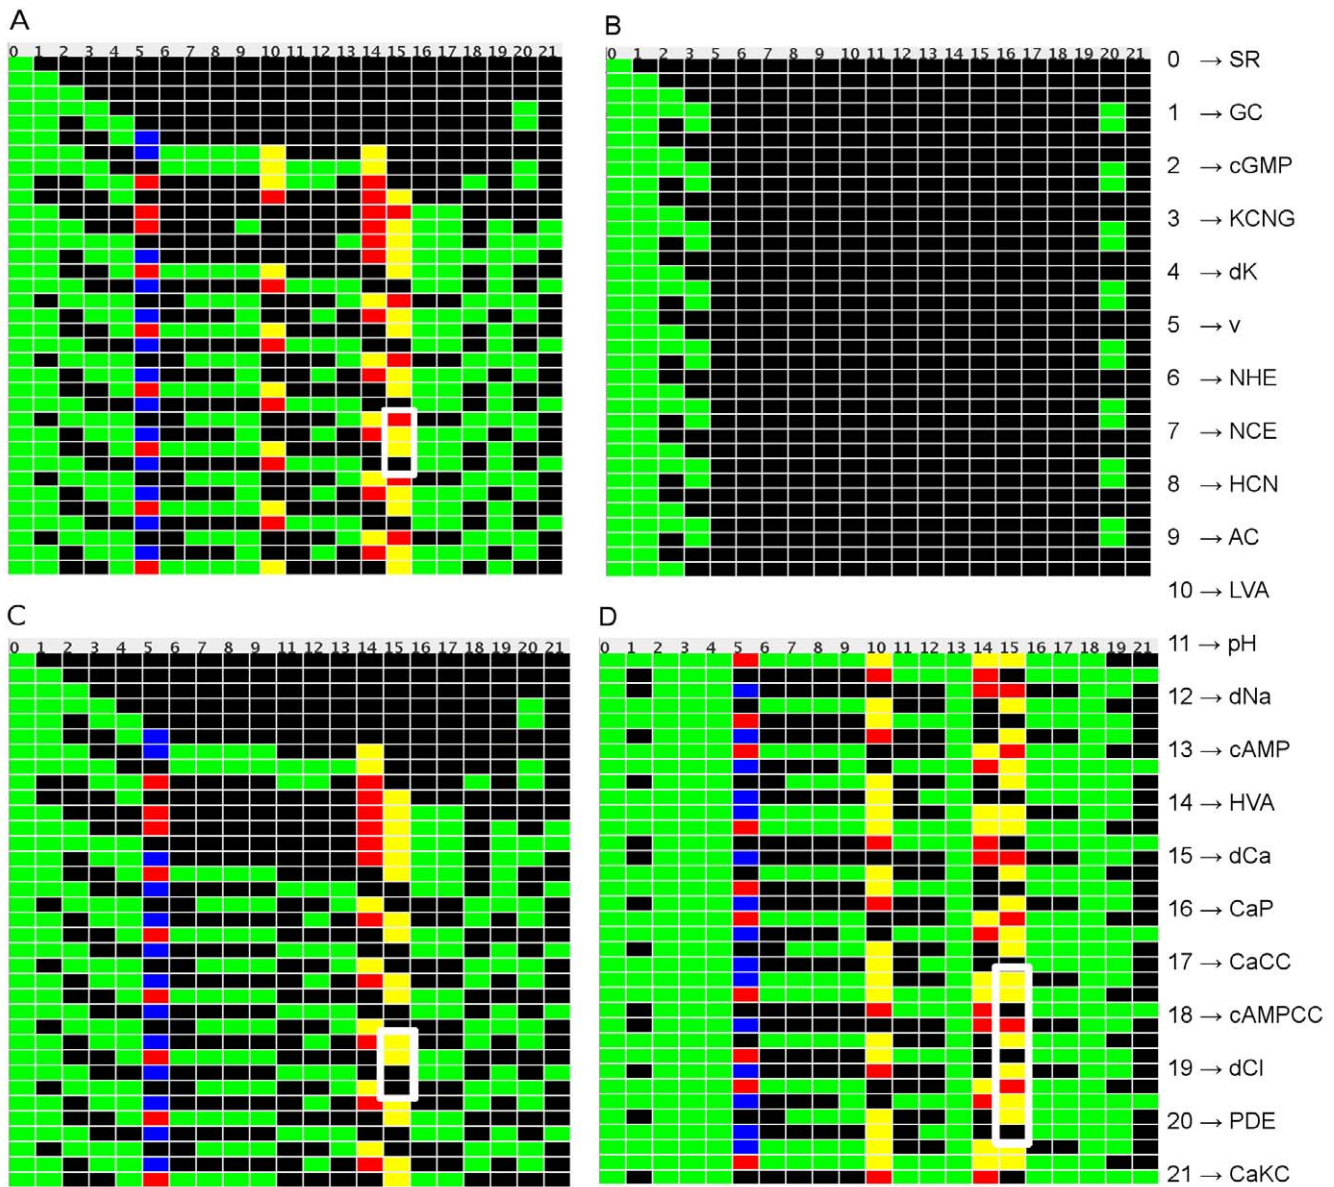 A
0 1 2 3 4 5 6 7 8 9 10 11 12 13 14 15 16 17 18 19 20 21
B
0 1 2 3 5 6 7 8 9 10 11 12 13 14 15 16 17 18 19 20 21
C
0 1 2 3 4 5 6 7 8 9 11 12 13 14 15 16 17 18 19 20 21
D
0 1 2 3 4 5 6 7 8 9 10 11 12 13 14 15 16 17 18 19 21
0 → SR
1 → GC
2 → cGMP
3 → KCNG
4 → dK
5 → v
6 → NHE
7 → NCE
8 → HCN
9 → AC
10 → LVA
11 → pH
12 → dNa
13 → cAMP
14 → HVA
15 → dCa
16 → CaP
17 → CaCC
18 → cAMPCC
19 → dCl
20 → PDE
21 → CaKC